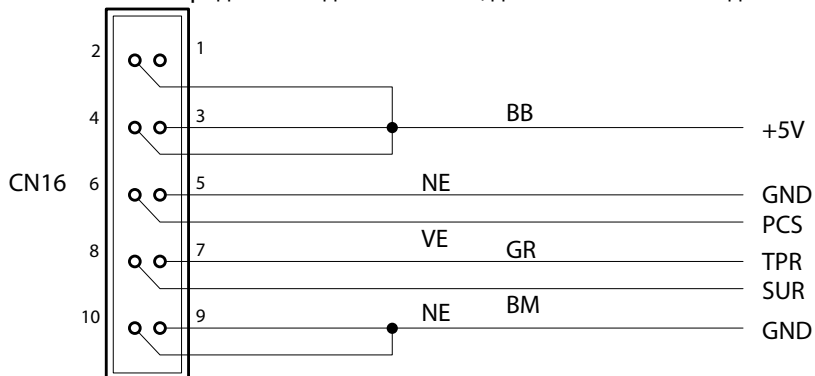 2 1
4 3 BB +5V
CN16 6 5 NE GND
PCS
8 7 VE GR TPR
SUR
10 9 NE BM GND